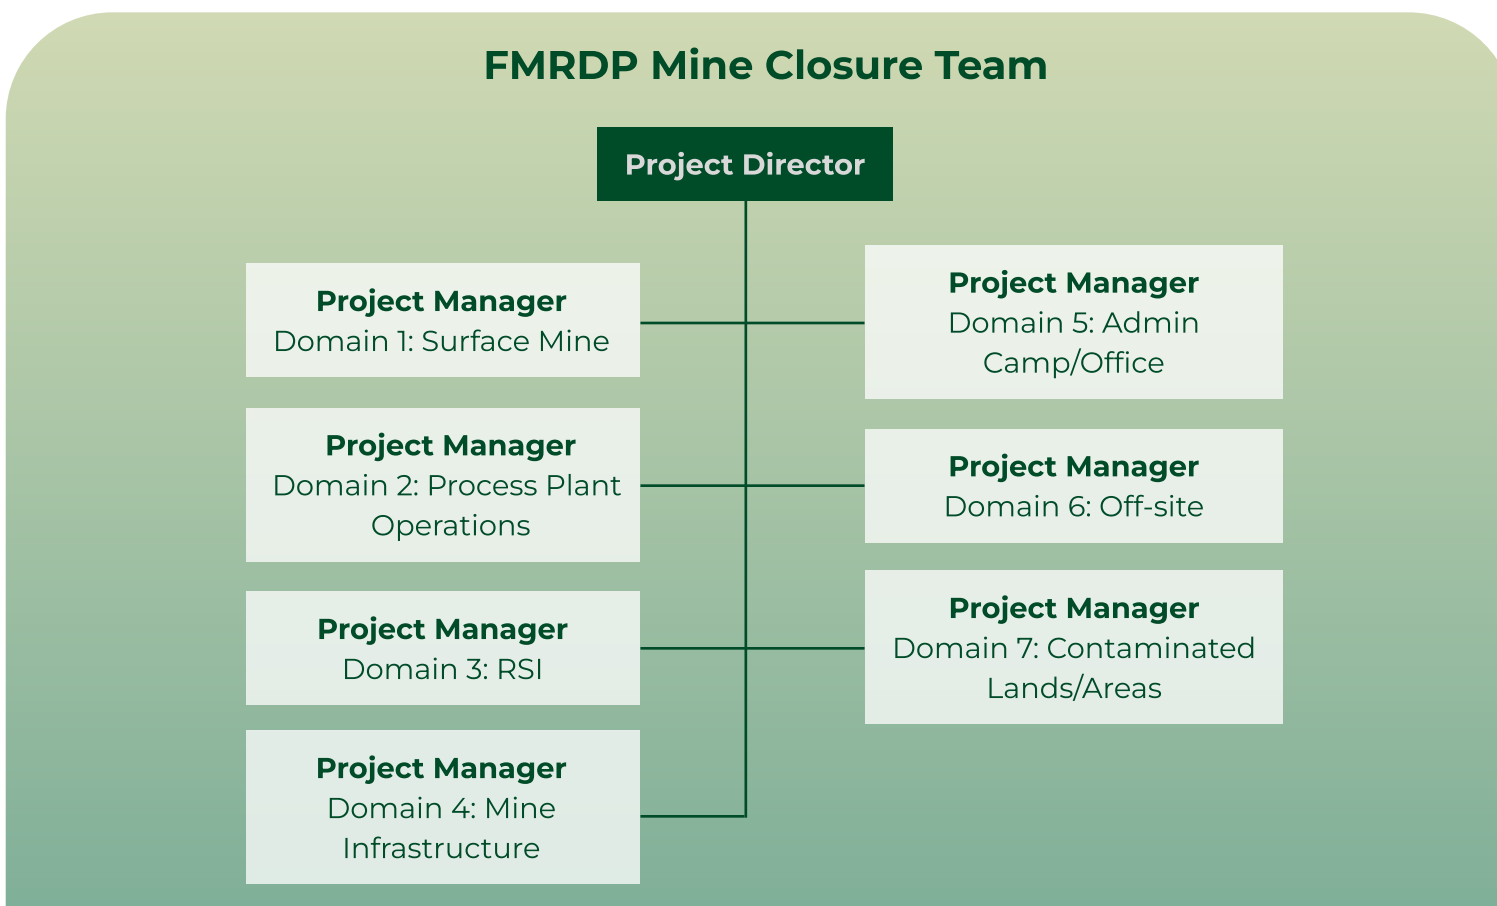 FMRDP Mine Closure Team
Project Director
Project Manager
Domain 1: Surface Mine
Project Manager
Domain 2: Process Plant
Operations
Project Manager
Domain 3: RSI
Project Manager
Domain 4: Mine
Infrastructure
Project Manager
Domain 5: Admin
Camp/Office
Project Manager
Domain 6: Off-site
Project Manager
Domain 7: Contaminated
Lands/Areas